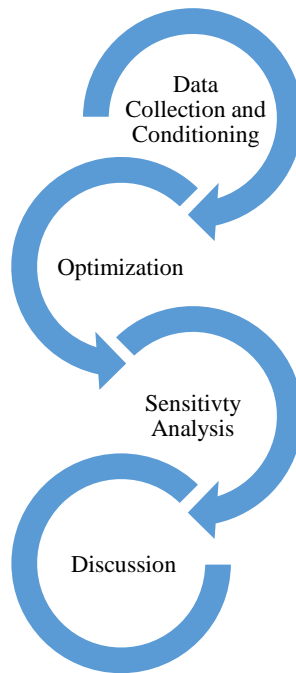 Data
Collection and
Conditioning
Optimization
Sensitivty
Analysis
Discussion